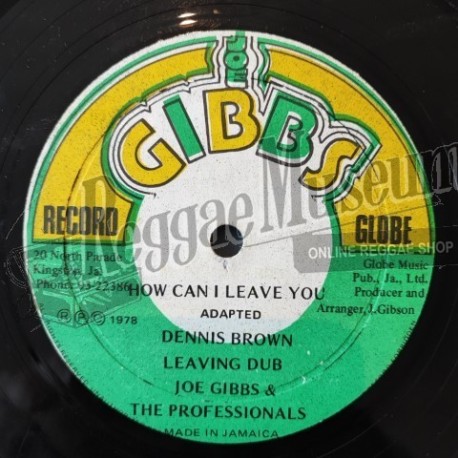 JOE
GIBBS
RECORD
GLOBE
20 North Parade
Kingston, Ja.
Phone: 93-22386
Globe Music
Pub., Ja., Ltd.
Producer and
Arranger, J.Gibson
HOW CAN I LEAVE YOU
ADAPTED
℗ 1978
DENNIS BROWN
LEAVING DUB
JOE GIBBS &
THE PROFESSIONALS
MADE IN JAMAICA
Reggae Museum
ONLINE REGGAE SHOP